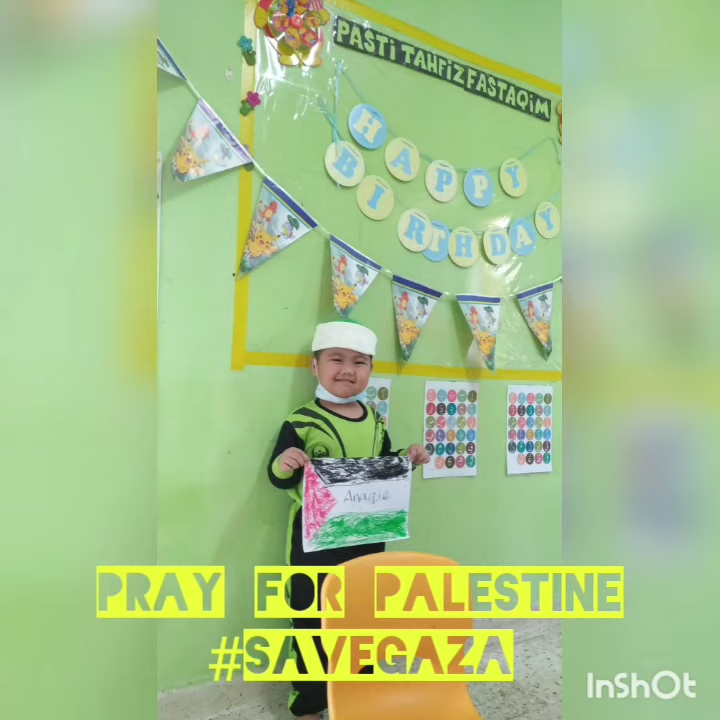 PASTI TAHFIZ FASTAQIM
HAPPY
BIRTHDAY
PRAY FOR PALESTINE
#SAVEGAZA
InShOt